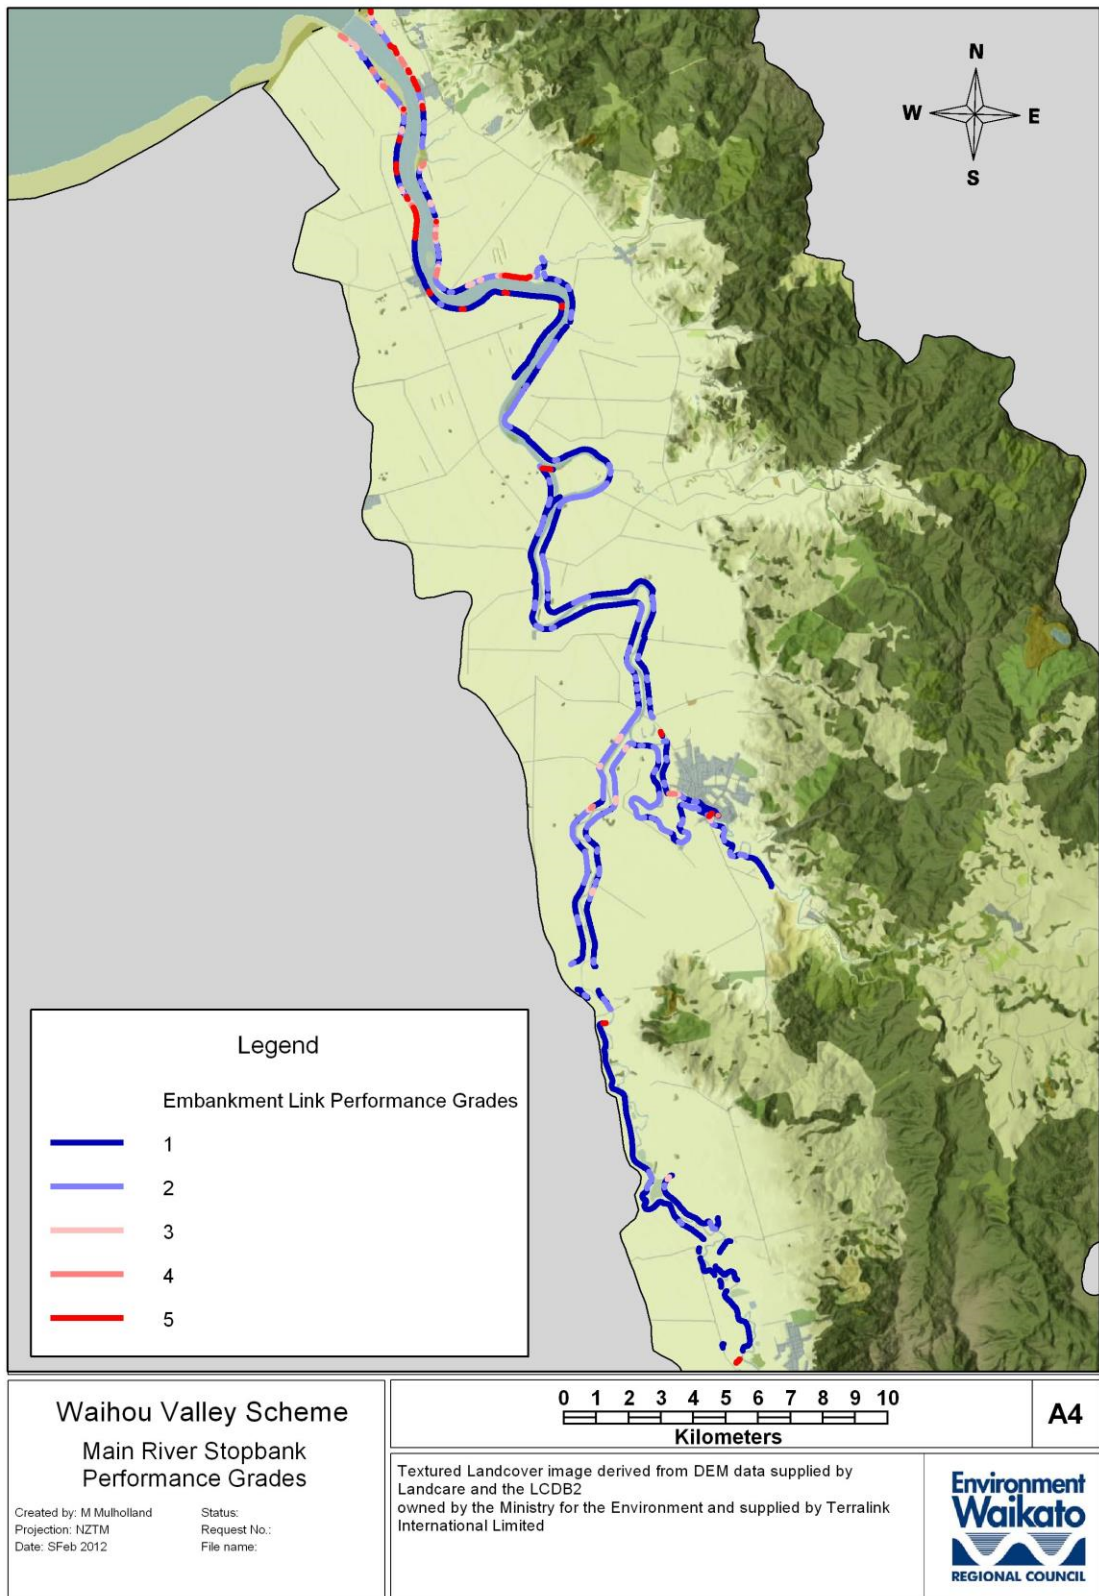 N
W
E
S
Legend
Embankment Link Performance Grades
1
2
3
4
5
Waihou Valley Scheme
Main River Stopbank
Performance Grades
Created by: M Mulholland
Projection: NZTM
Date: SFeb 2012
Status:
Request No.:
File name:
0 1 2 3 4 5 6 7 8 9 10
Kilometers
A4
Textured Landcover image derived from DEM data supplied by
Landcare and the LCDB2
owned by the Ministry for the Environment and supplied by Terralink
International Limited
Environment
Waikato
REGIONAL COUNCIL